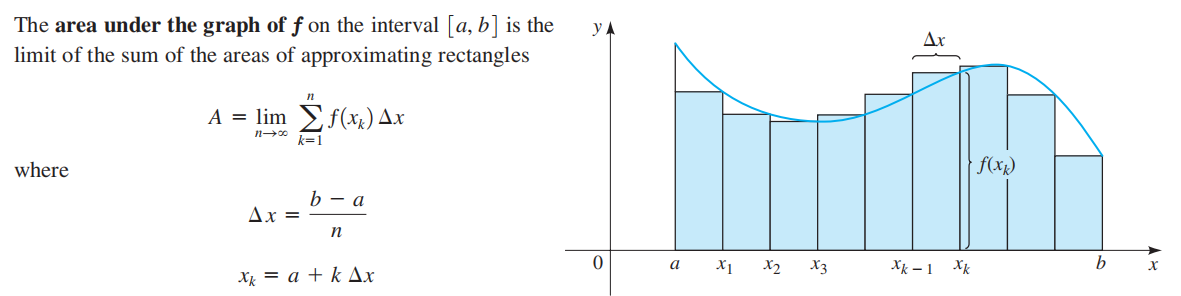 The area under the graph of f on the interval [a, b] is the
limit of the sum of the areas of approximating rectangles
A = lim_{n→∞} ∑_{k=1}^{n} f(x_k) Δx
where
Δx = \frac{b − a}{n}
x_k = a + k Δx
y
Δx
f(x_k)
0 a x_1 x_2 x_3 x_{k − 1} x_k b x